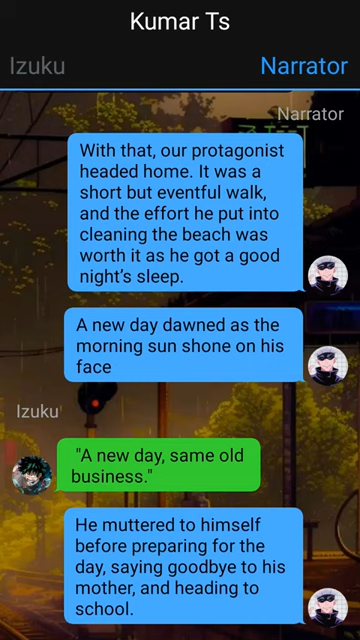 Kumar Ts
Izuku
Narrator
Narrator
With that, our protagonist
headed home. It was a
short but eventful walk,
and the effort he put into
cleaning the beach was
worth it as he got a good
night’s sleep.
A new day dawned as the
morning sun shone on his
face
Izuku
"A new day, same old
business."
He muttered to himself
before preparing for the
day, saying goodbye to his
mother, and heading to
school.